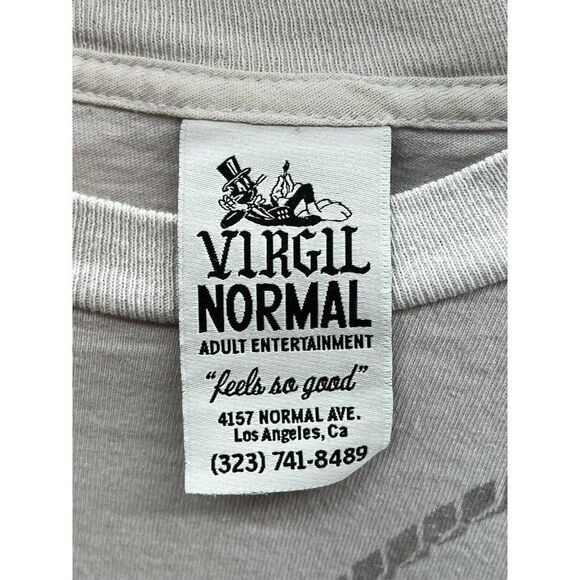 VIRGIL
NORMAL
ADULT ENTERTAINMENT
"feels so good"
4157 NORMAL AVE.
Los Angeles, Ca
(323) 741-8489